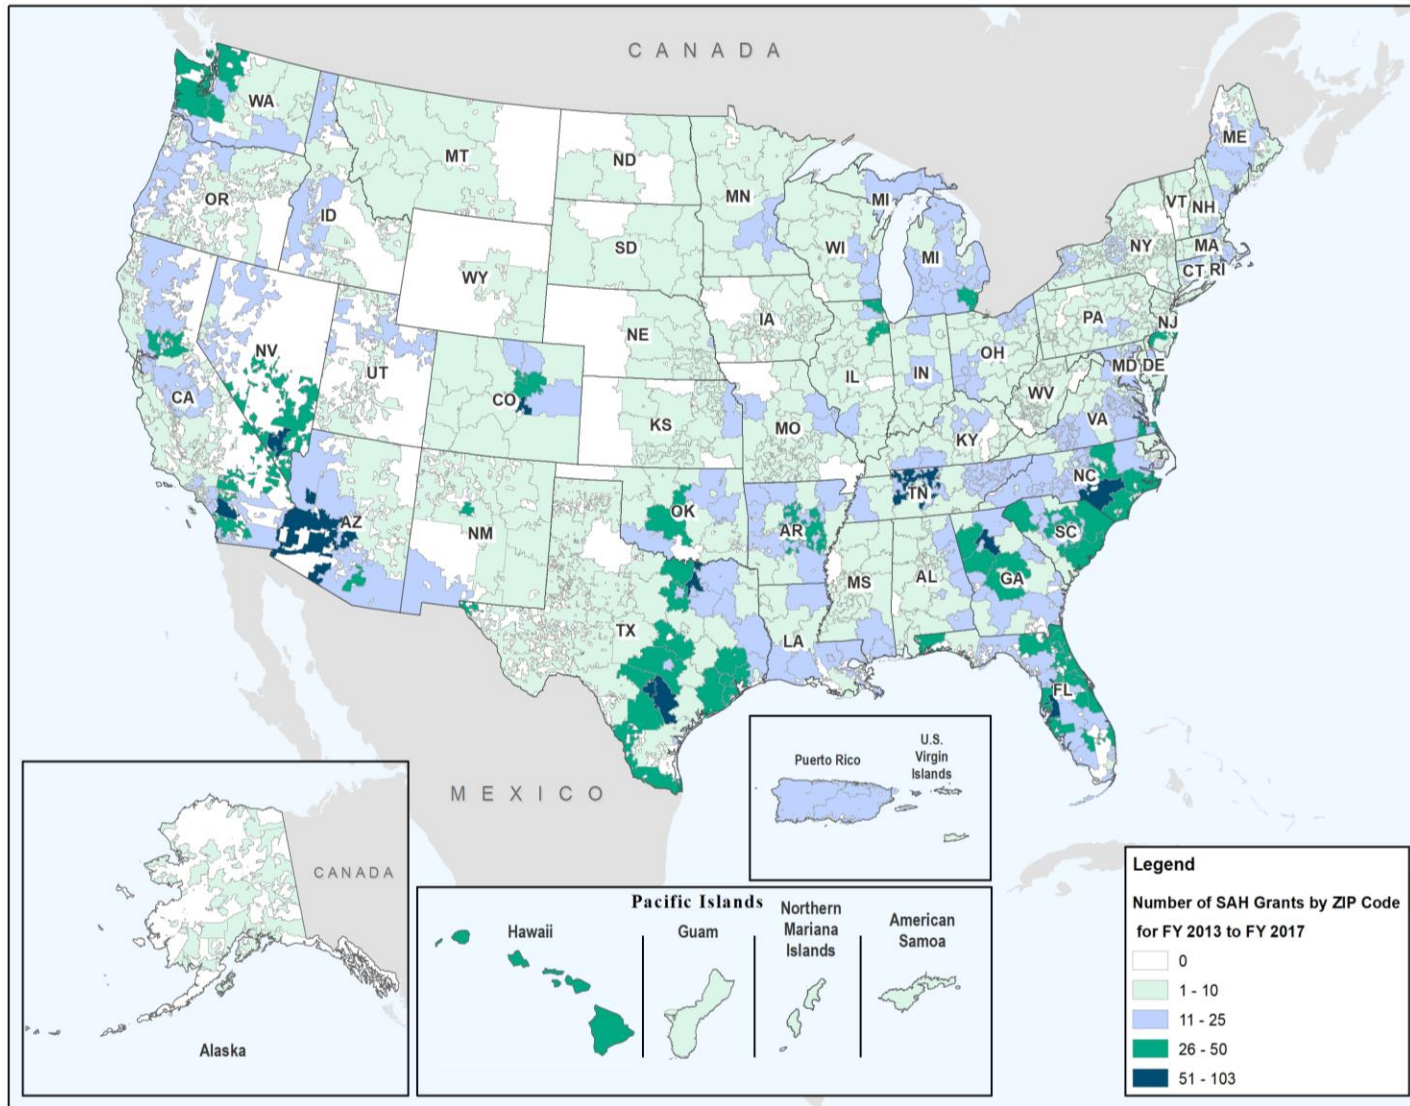 CANADA
WA
MT
ND
MN
ME
OR
ID
MI
VT
NH
SD
WI
NY
MA
WY
MI
CT
RI
IA
PA
NE
NJ
NV
OH
UT
IL
IN
MD
DE
CA
CO
WV
KS
MO
VA
KY
NC
TN
AZ
OK
NM
AR
SC
MS
AL
GA
TX
LA
FL
MEXICO
Puerto Rico
U.S.
Virgin
Islands
CANADA
Alaska
Pacific Islands
Hawaii
Guam
Northern
Mariana
Islands
American
Samoa
Legend
Number of SAH Grants by ZIP Code
for FY 2013 to FY 2017
0
1 - 10
11 - 25
26 - 50
51 - 103